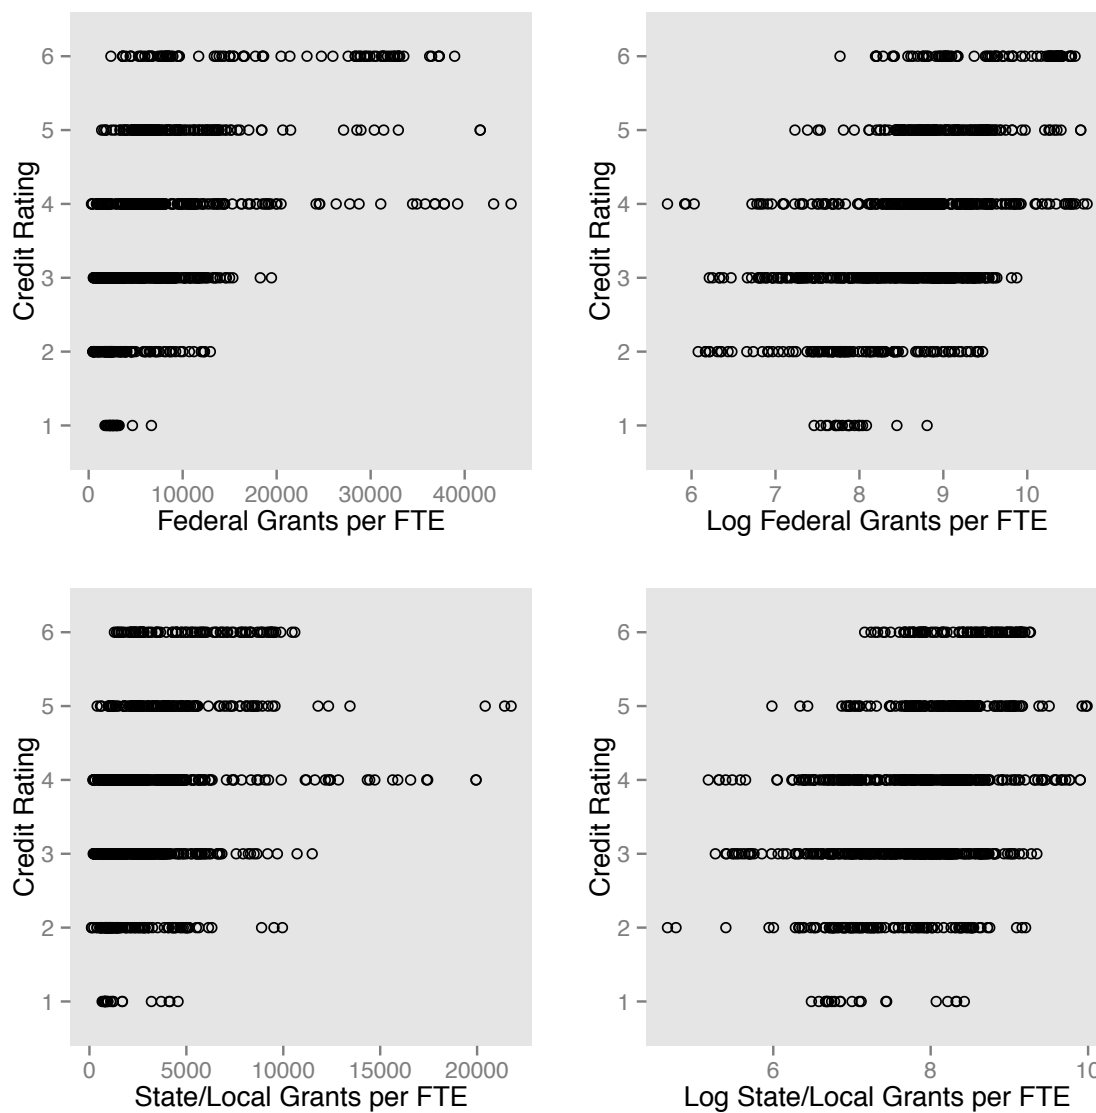 6
5
4
3
2
1
Credit Rating
0 10000 20000 30000 40000
Federal Grants per FTE
6
5
4
3
2
1
Credit Rating
6 7 8 9 10
Log Federal Grants per FTE
6
5
4
3
2
1
Credit Rating
0 5000 10000 15000 20000
State/Local Grants per FTE
6
5
4
3
2
1
Credit Rating
6 8 10
Log State/Local Grants per FTE